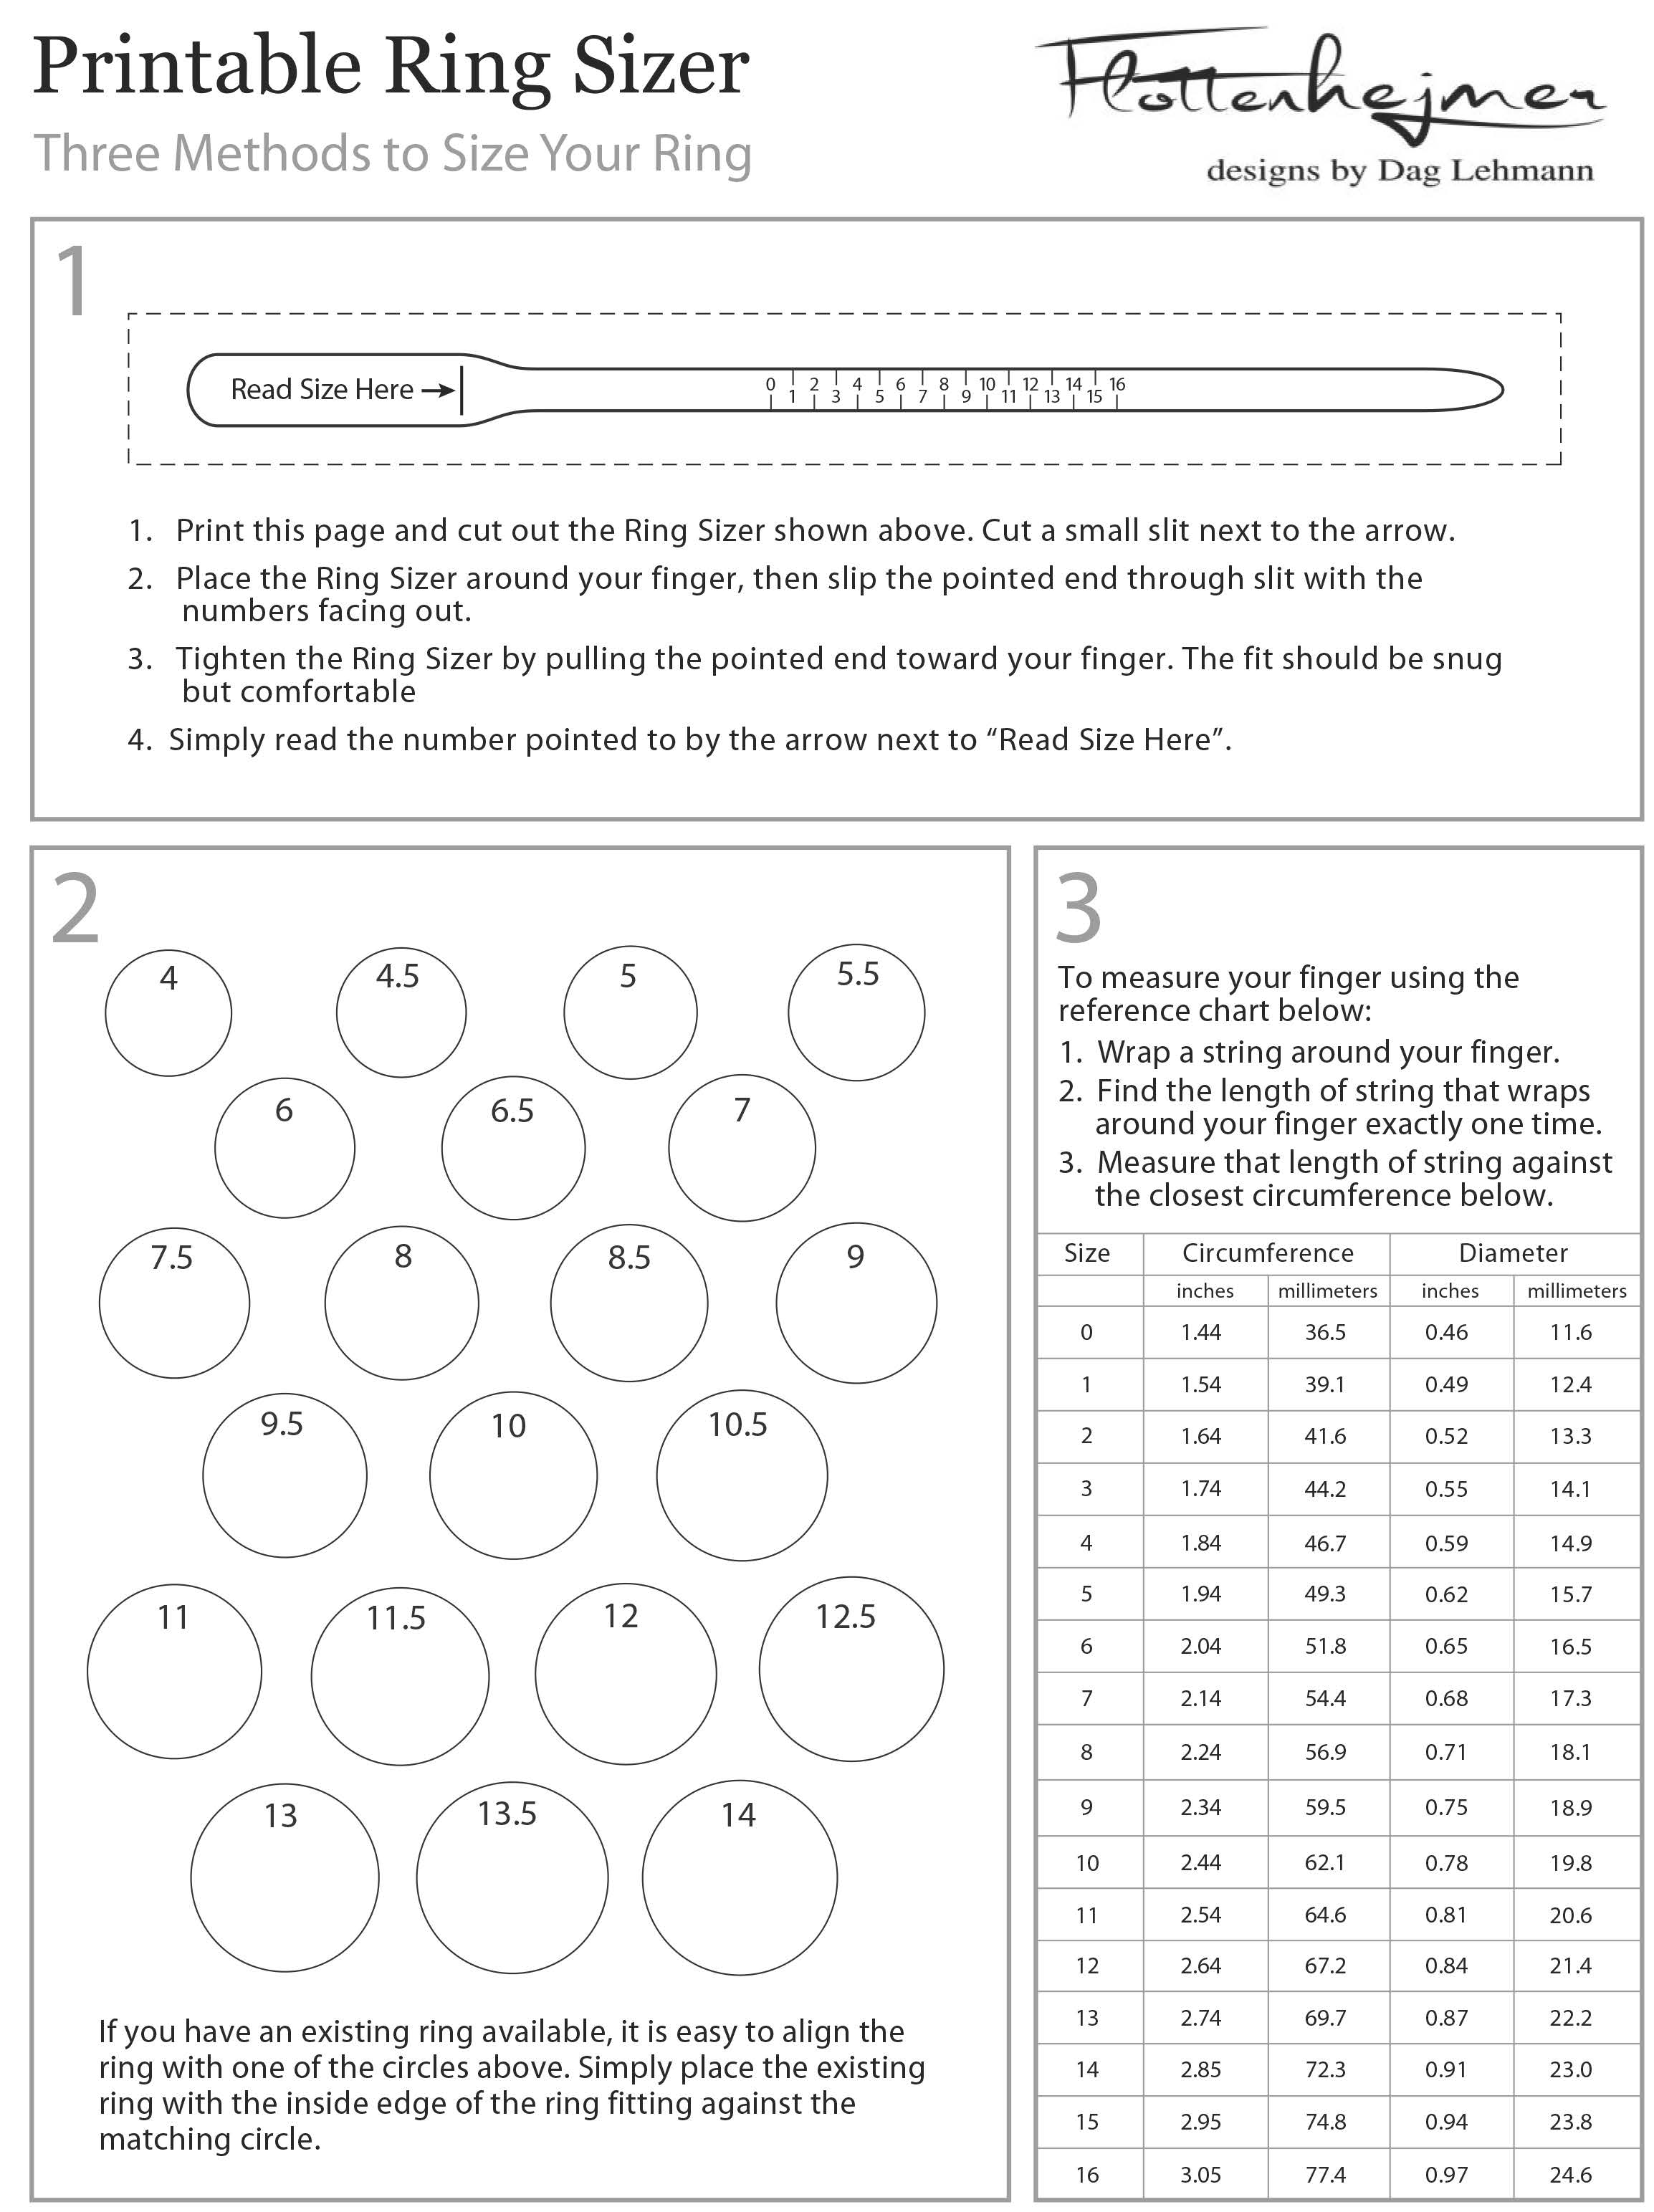 Printable Ring Sizer
Three Methods to Size Your Ring
Flottenhejmer
designs by Dag Lehmann
1
Read Size Here
0 2 4 6 8 10 12 14 16
1 3 5 7 9 11 13 15
1. Print this page and cut out the Ring Sizer shown above. Cut a small slit next to the arrow.
2. Place the Ring Sizer around your finger, then slip the pointed end through slit with the
numbers facing out.
3. Tighten the Ring Sizer by pulling the pointed end toward your finger. The fit should be snug
but comfortable
4. Simply read the number pointed to by the arrow next to “Read Size Here”.
2
4 4.5 5 5.5
6 6.5 7
7.5 8 8.5 9
9.5 10 10.5
11 11.5 12 12.5
13 13.5 14
If you have an existing ring available, it is easy to align the
ring with one of the circles above. Simply place the existing
ring with the inside edge of the ring fitting against the
matching circle.
3
To measure your finger using the
reference chart below:
1. Wrap a string around your finger.
2. Find the length of string that wraps
around your finger exactly one time.
3. Measure that length of string against
the closest circumference below.
Size Circumference Diameter
inches millimeters inches millimeters
0 1.44 36.5 0.46 11.6
1 1.54 39.1 0.49 12.4
2 1.64 41.6 0.52 13.3
3 1.74 44.2 0.55 14.1
4 1.84 46.7 0.59 14.9
5 1.94 49.3 0.62 15.7
6 2.04 51.8 0.65 16.5
7 2.14 54.4 0.68 17.3
8 2.24 56.9 0.71 18.1
9 2.34 59.5 0.75 18.9
10 2.44 62.1 0.78 19.8
11 2.54 64.6 0.81 20.6
12 2.64 67.2 0.84 21.4
13 2.74 69.7 0.87 22.2
14 2.85 72.3 0.91 23.0
15 2.95 74.8 0.94 23.8
16 3.05 77.4 0.97 24.6